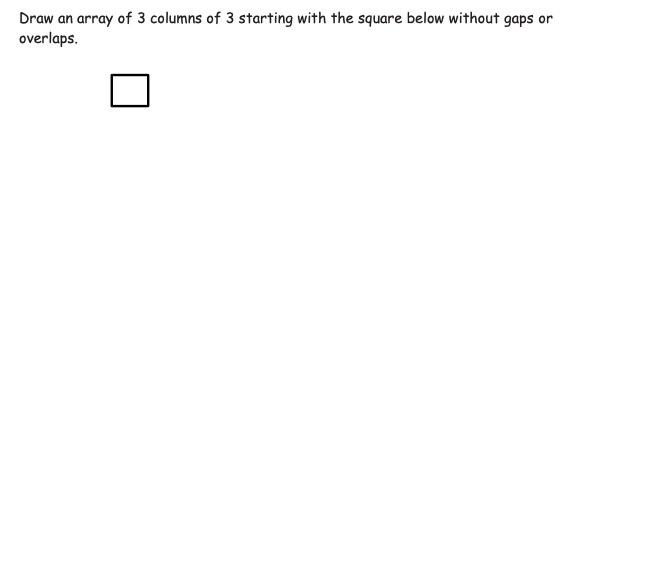 Draw an array of 3 columns of 3 starting with the square below without gaps or
overlaps.